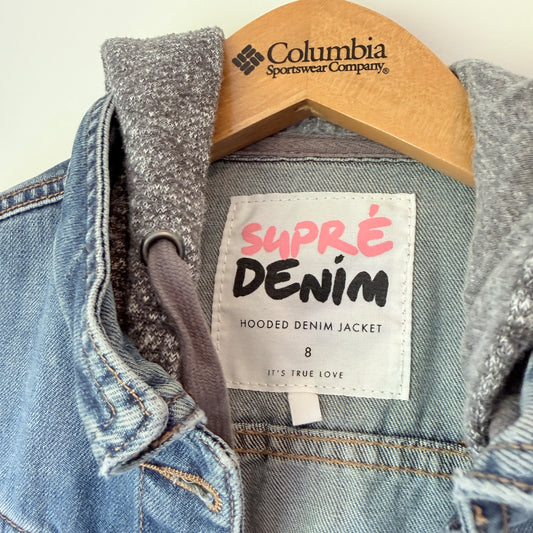 Columbia
Sportswear Company®
SUPRÉ
DENIM
HOODED DENIM JACKET
8
IT'S TRUE LOVE